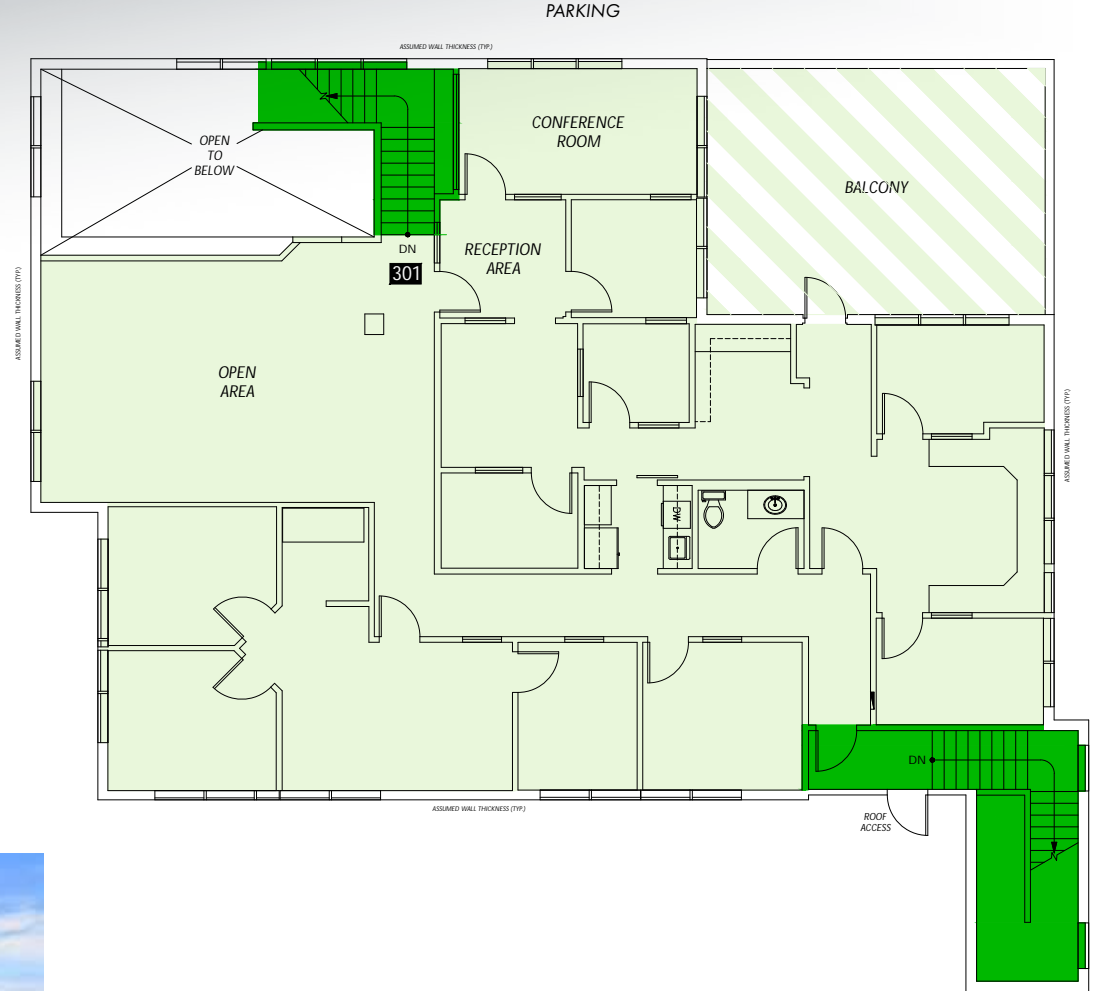 PARKING
ASSUMED WALL THICKNESS (TYP.)
CONFERENCE
ROOM
OPEN
TO
BELOW
BALCONY
DN
RECEPTION
AREA
301
ASSUMED WALL THICKNESS (TYP.)
OPEN
AREA
ASSUMED WALL THICKNESS (TYP.)
DW
DN
ASSUMED WALL THICKNESS (TYP.)
ROOF
ACCESS